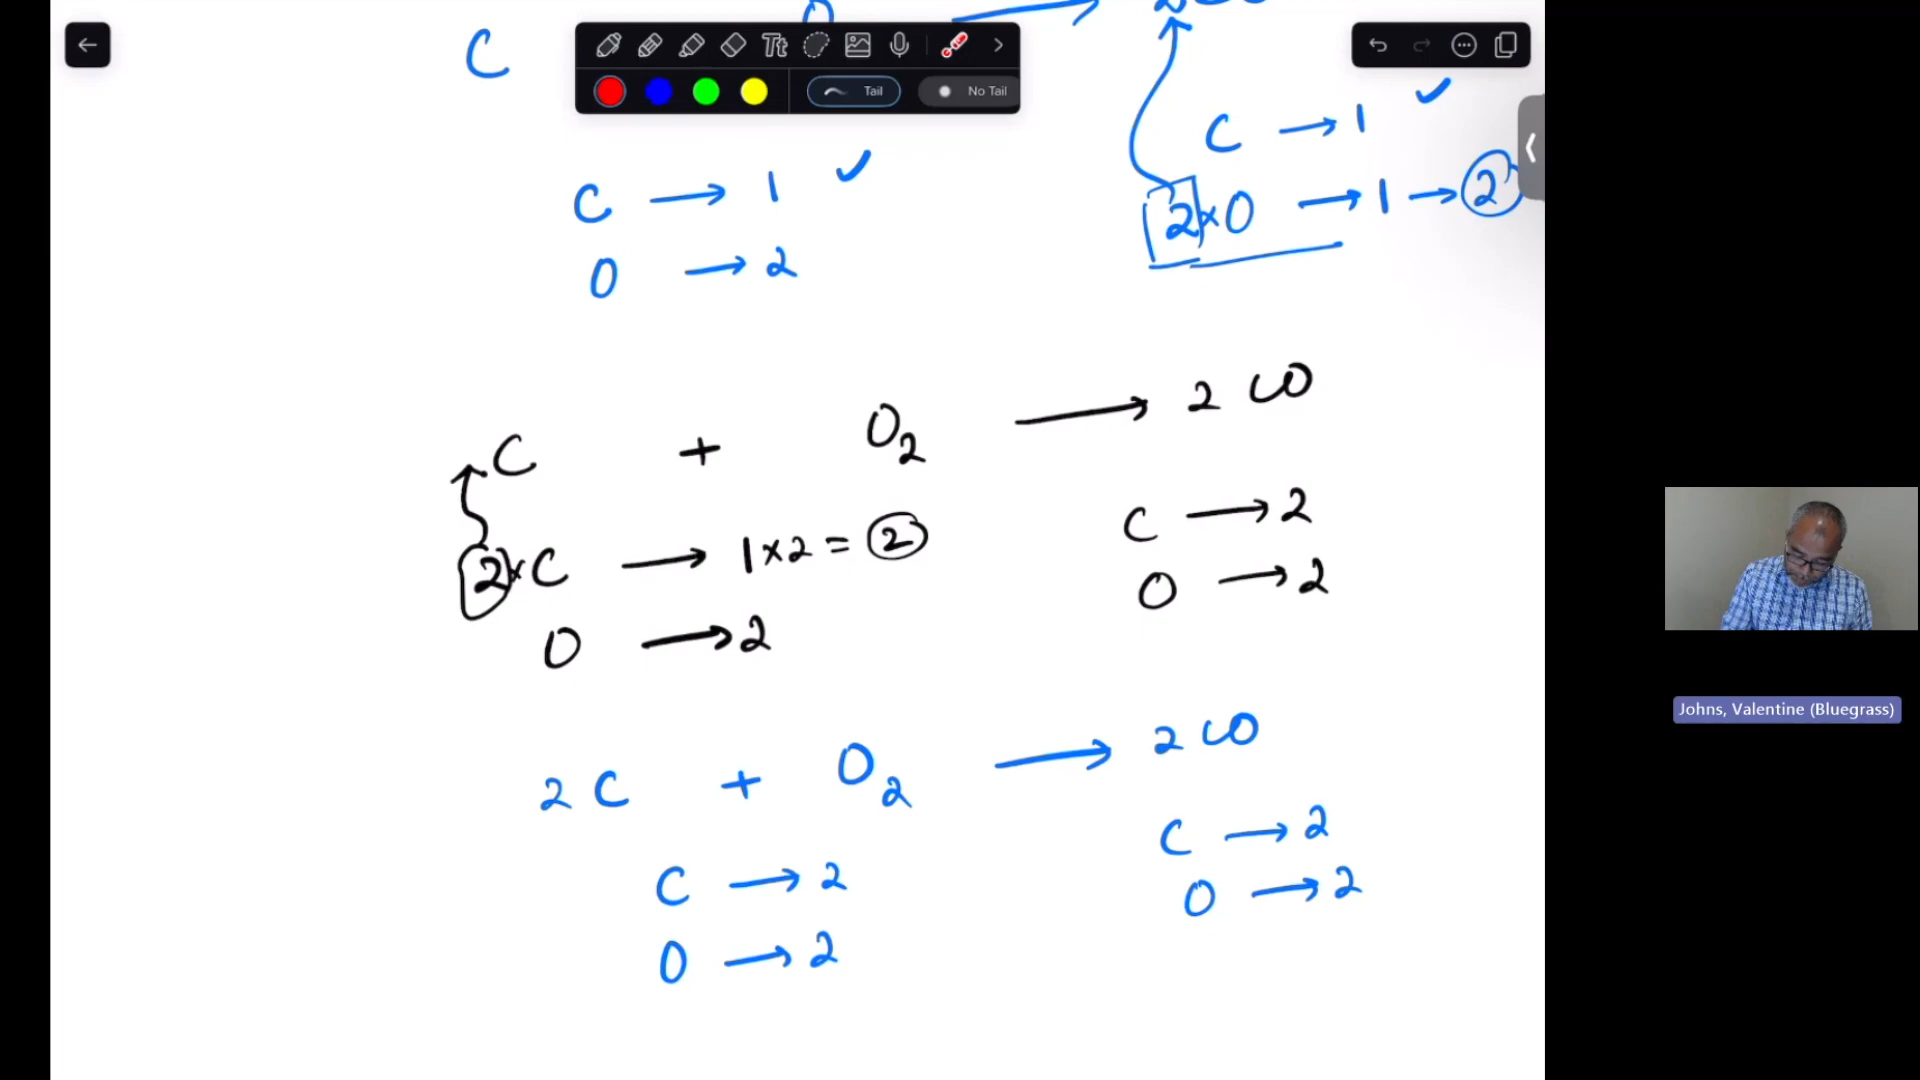 C
Tt
Tail No Tail
C → 1 ✓
C → 1 ✓
2×O → 1 → 2
O → 2
C + O₂ → 2 CO
2×C → 1×2 = 2
C → 2
O → 2
O → 2
2 C + O₂ → 2 CO
C → 2
O → 2
C → 2
O → 2
Johns, Valentine (Bluegrass)